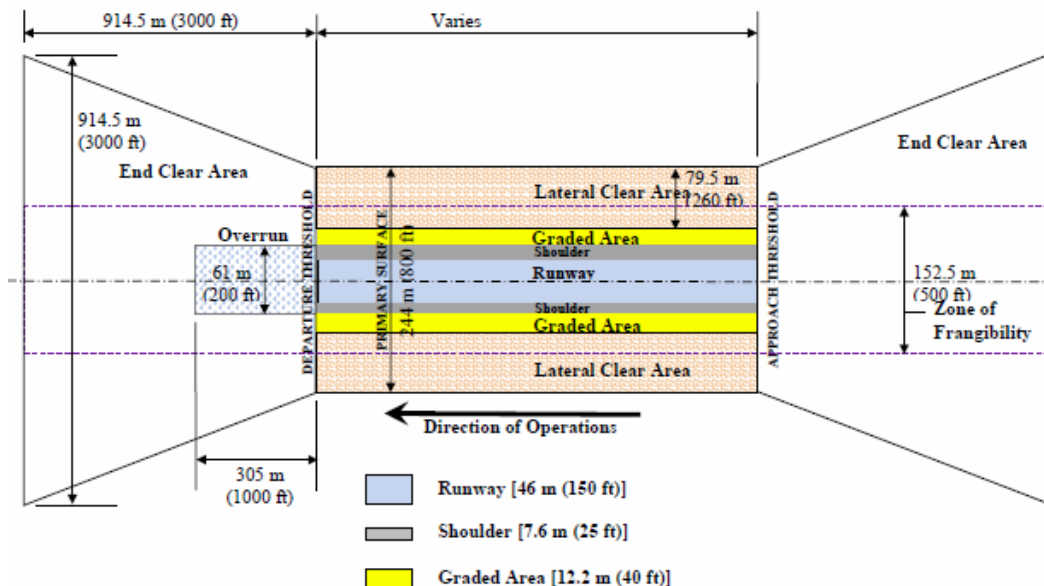 914.5 m (3000 ft)
Varies
914.5 m
(3000 ft)
End Clear Area
End Clear Area
Lateral Clear Area
79.5 m
(260 ft)
DEPARTURE THRESHOLD
PRIMARY SURFACE
244 m (800 ft)
APPROACH THRESHOLD
Overrun
61 m
(200 ft)
Graded Area
Shoulder
Runway
Shoulder
Graded Area
152.5 m
(500 ft)
Zone of
Frangibility
Lateral Clear Area
Direction of Operations
305 m
(1000 ft)
Runway [46 m (150 ft)]
Shoulder [7.6 m (25 ft)]
Graded Area [12.2 m (40 ft)]